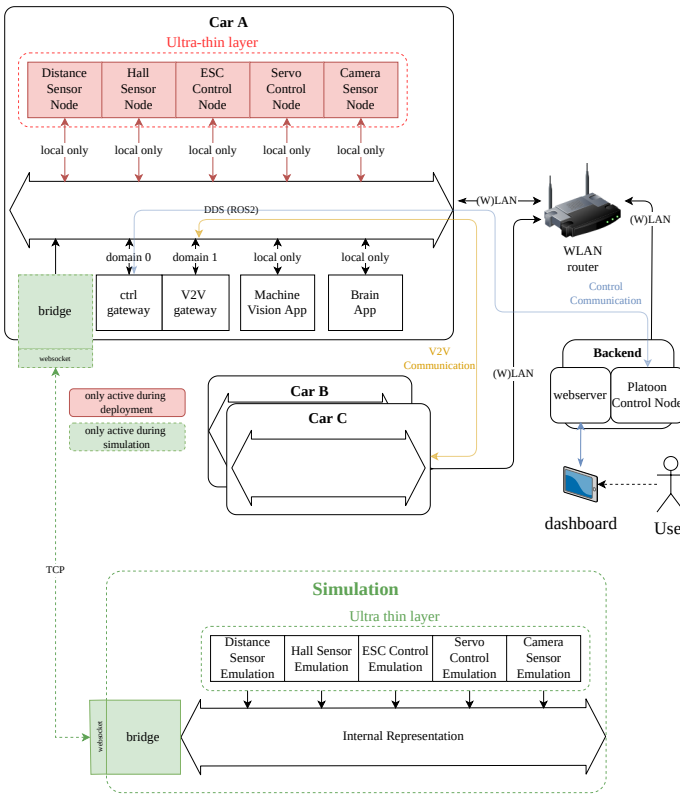 Car A
Ultra-thin layer
Distance
Sensor
Node
Hall
Sensor
Node
ESC
Control
Node
Servo
Control
Node
Camera
Sensor
Node
local only
local only
local only
local only
local only
DDS (ROS2)
domain 0
domain 1
local only
local only
bridge
websocket
ctrl
gateway
V2V
gateway
Machine
Vision App
Brain
App
(W)LAN
(W)LAN
WLAN
router
Control
Communication
V2V
Communication
(W)LAN
Backend
webserver
Platoon
Control Node
dashboard
Use
only active during
deployment
only active during
simulation
Car B
Car C
TCP
Simulation
Ultra thin layer
Distance
Sensor
Emulation
Hall Sensor
Emulation
ESC Control
Emulation
Servo
Control
Emulation
Camera
Sensor
Emulation
websocket
bridge
Internal Representation